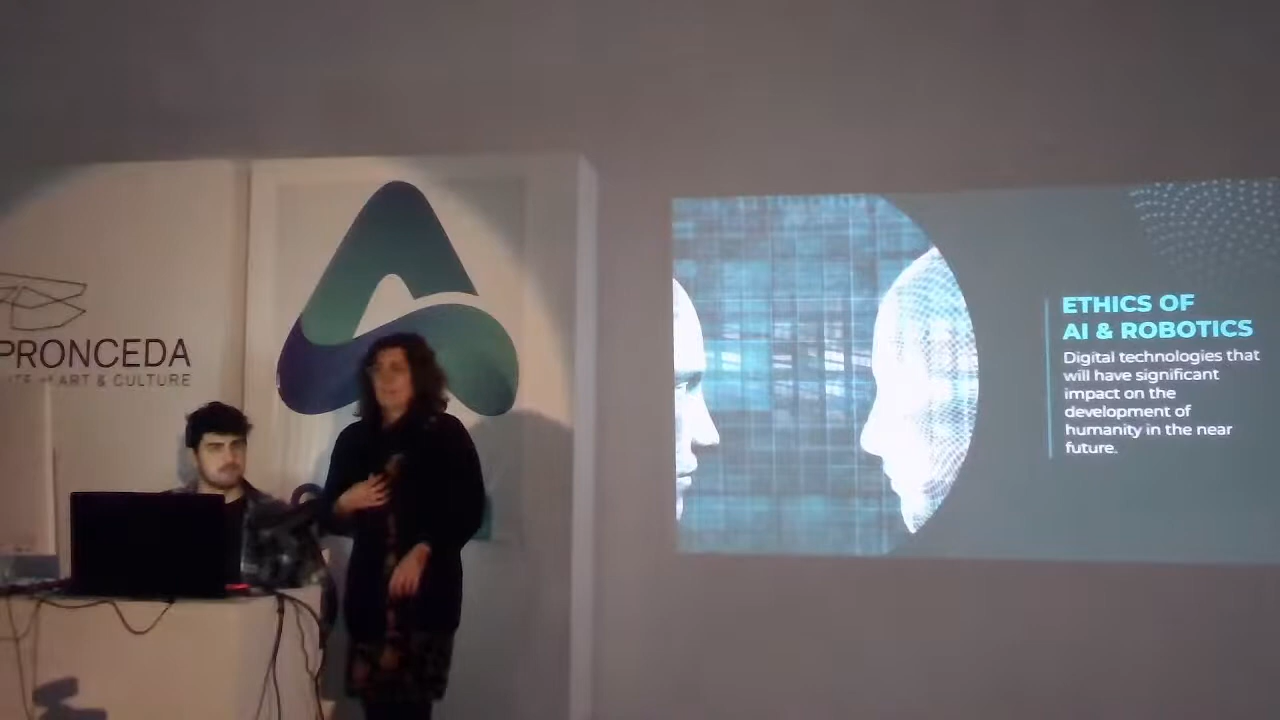 PRONCEDA
ART & CULTURE
ETHICS OF
AI & ROBOTICS
Digital technologies that
will have significant
impact on the
development of
humanity in the near
future.